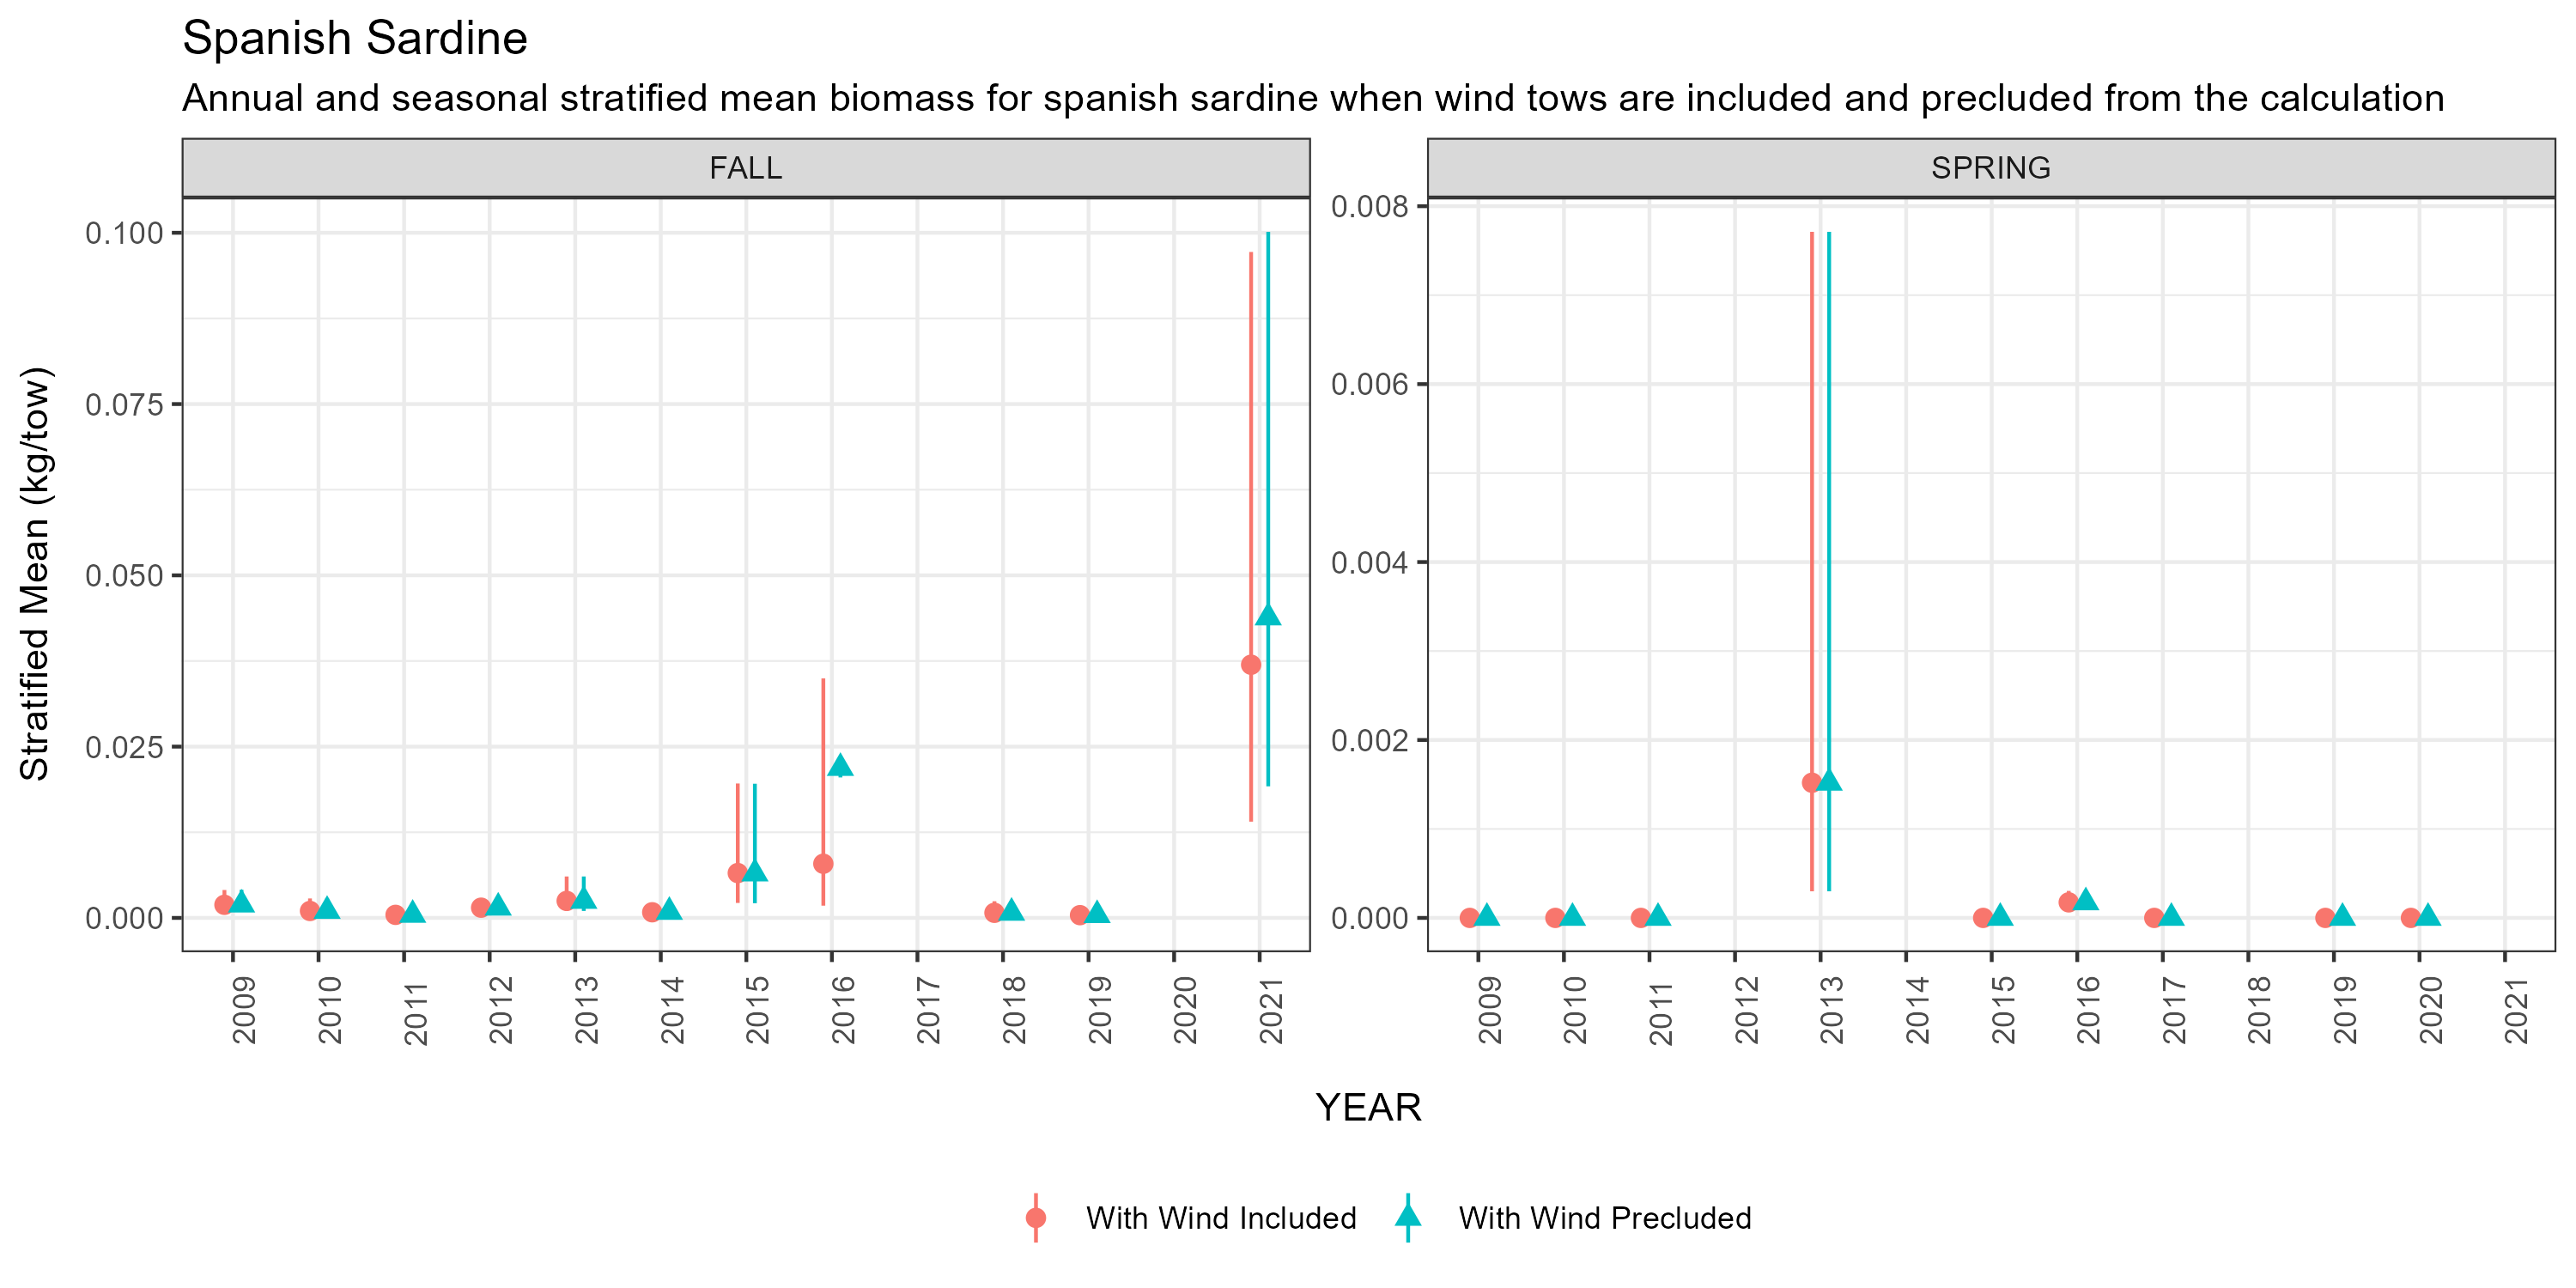 Spanish Sardine
Annual and seasonal stratified mean biomass for spanish sardine when wind tows are included and precluded from the calculation
FALL
SPRING
Stratified Mean (kg/tow)
0.100
0.075
0.050
0.025
0.000
0.008
0.006
0.004
0.002
0.000
2009 2010 2011 2012 2013 2014 2015 2016 2017 2018 2019 2020 2021
2009 2010 2011 2012 2013 2014 2015 2016 2017 2018 2019 2020 2021
YEAR
With Wind Included
With Wind Precluded